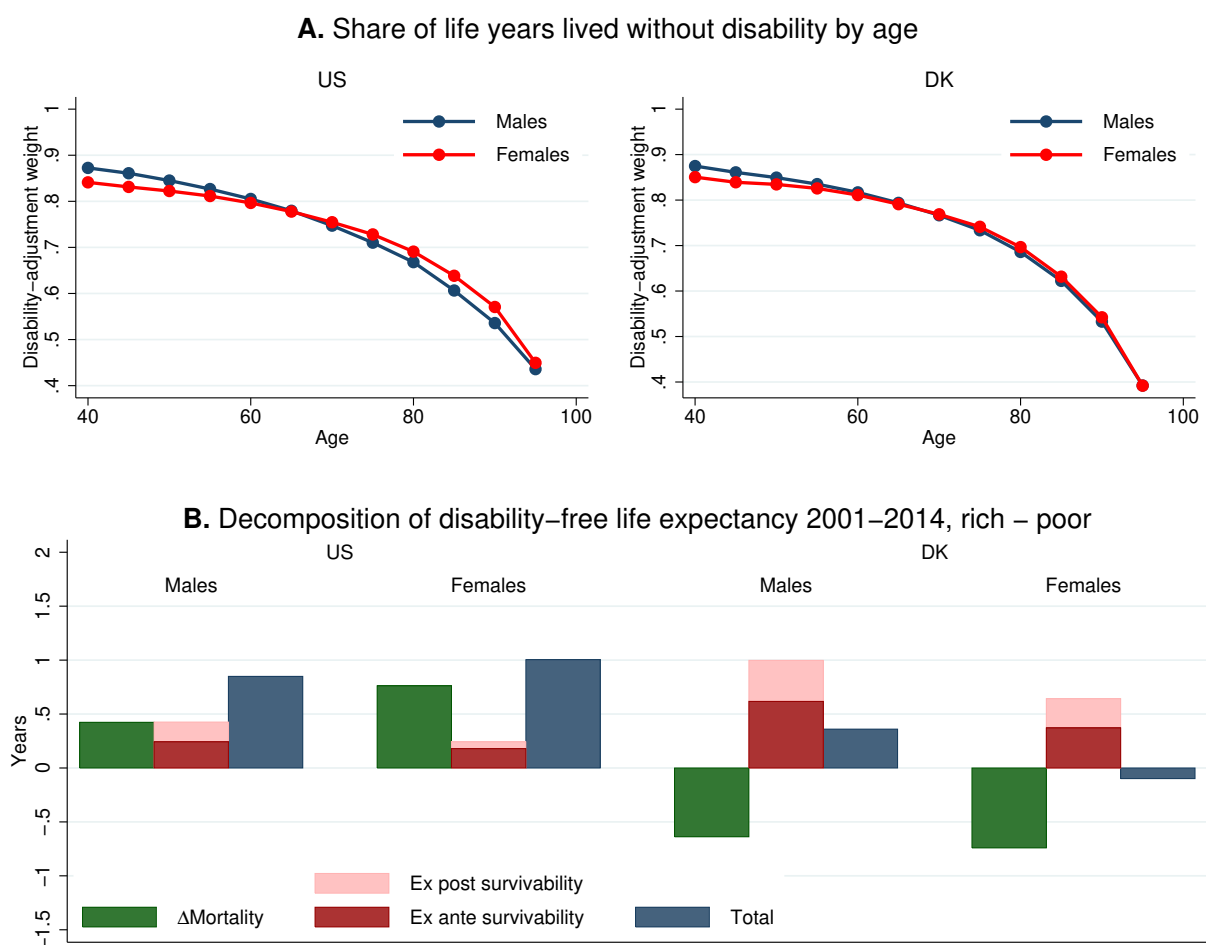 A. Share of life years lived without disability by age
US
DK
Disability−adjustment weight
1
.9
.8
.7
.6
.5
.4
Males
Females
40
60
80
100
Age
Disability−adjustment weight
1
.9
.8
.7
.6
.5
.4
Males
Females
40
60
80
100
Age
B. Decomposition of disability−free life expectancy 2001−2014, rich − poor
US
DK
Males
Females
Males
Females
Years
2
1.5
1
.5
0
−.5
−1
−1.5
Ex post survivability
ΔMortality
Ex ante survivability
Total